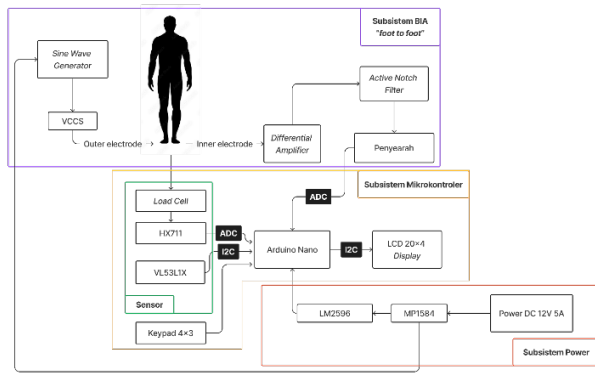 Subsistem BIA
"foot to foot"
Sine Wave
Generator
VCCS
Outer electrode
Inner electrode
Differential
Amplifier
Active Notch
Filter
Penyearah
ADC
Subsistem Mikrokontroler
Load Cell
HX711
ADC
I2C
VL53L1X
Sensor
Keypad 4×3
Arduino Nano
I2C
LCD 20×4
Display
LM2596
MP1584
Power DC 12V 5A
Subsistem Power